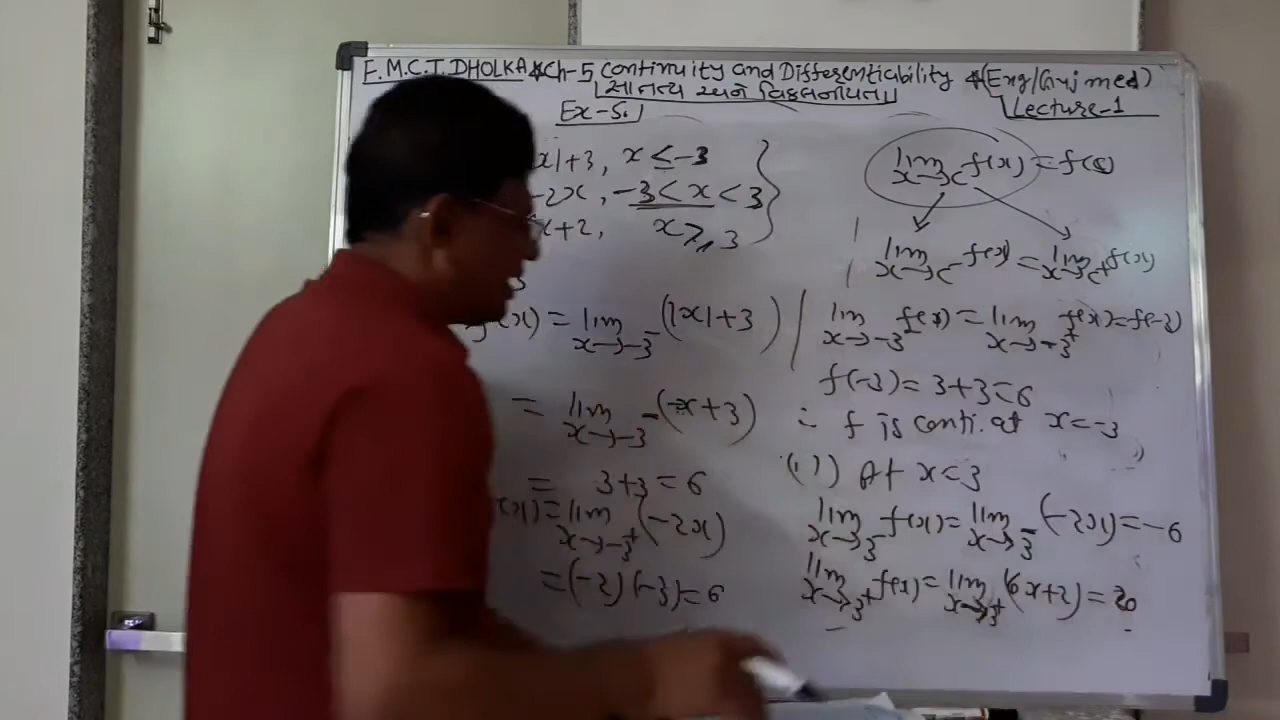 F.M.C.T. DHOLKA * Ch-5 Continuity and Differentiability * (Eng/Guj med)
સાતત્ય અને વિકલનીયતા
Lecture-1
Ex-5.1
x|+3, x ≤ -3
-2x, -3 < x < 3
x+2, x ≥ 3
lim x→c f(x) = f(c)
lim x→c⁻ f(x) = lim x→c⁺ f(x)
f(x) = lim x→-3⁻ (|x|+3)
= lim x→-3⁻ (-x+3)
= 3+3=6
(x) = lim x→-3⁺ (-2x)
=(-2)(-3)=6
lim x→-3⁻ f(x) = lim x→-3⁺ f(x) = f(-3)
f(-3) = 3+3=6
∴ f is conti. at x=-3
At x=3
lim x→3⁻ f(x) = lim x→3⁻ (-2x) = -6
lim x→3⁺ f(x) = lim x→3⁺ (6x+2) = 20